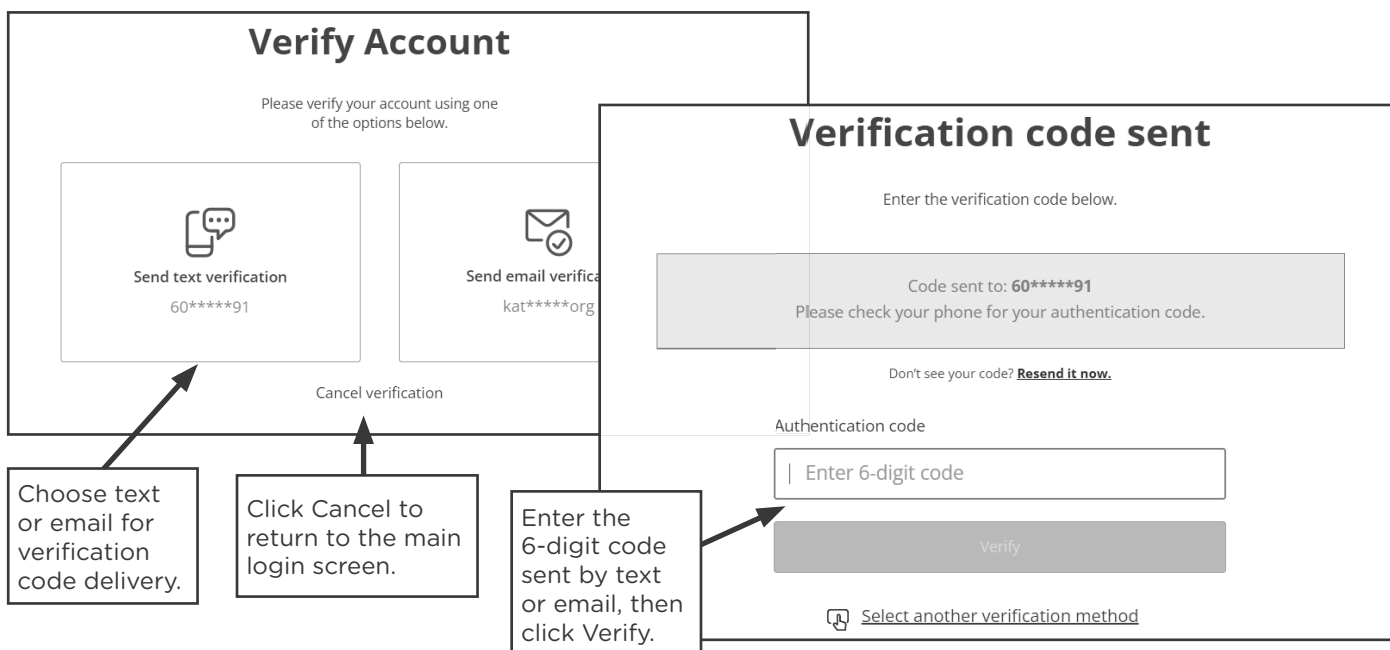 Verify Account
Please verify your account using one
of the options below.
Send text verification
60*****91
Send email verifica
kat*****org
Cancel verification
Choose text
or email for
verification
code delivery.
Click Cancel to
return to the main
login screen.
Verification code sent
Enter the verification code below.
Code sent to: 60*****91
Please check your phone for your authentication code.
Don't see your code? Resend it now.
Authentication code
Enter 6-digit code
Verify
Select another verification method
Enter the
6-digit code
sent by text
or email, then
click Verify.